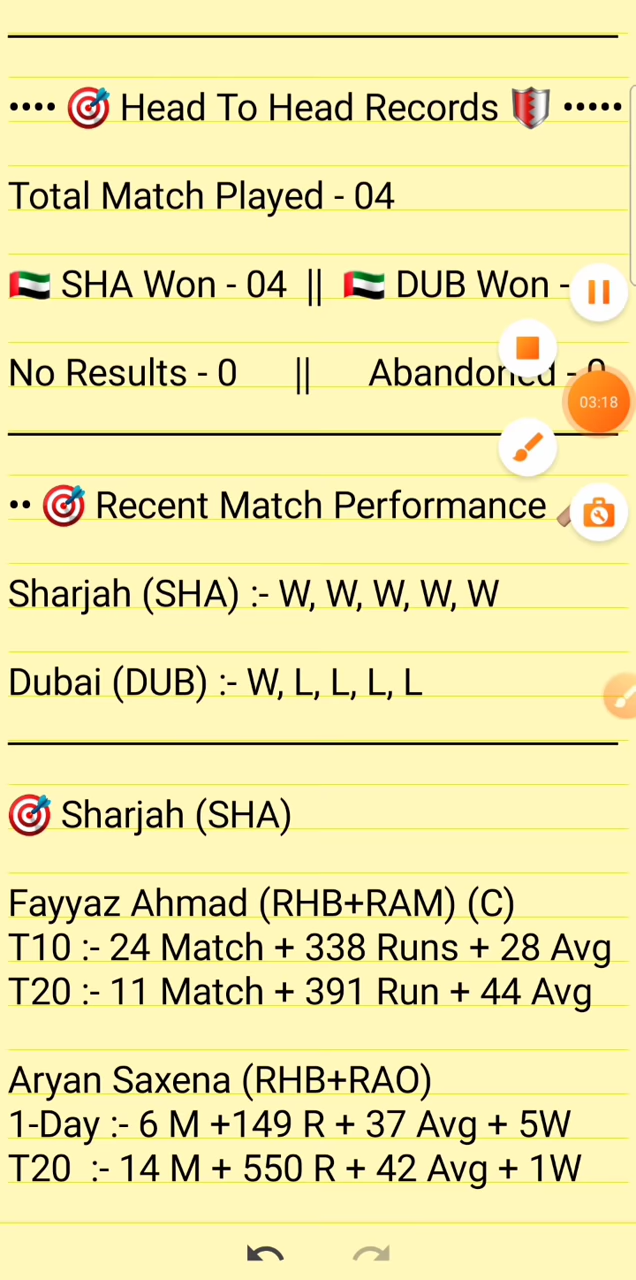 •••• 🎯 Head To Head Records 🛡 •••••
Total Match Played - 04
🇦🇪 SHA Won - 04 || 🇦🇪 DUB Won -
No Results - 0 || Abandoned - 0
03:18
•• 🎯 Recent Match Performance
Sharjah (SHA) :- W, W, W, W, W
Dubai (DUB) :- W, L, L, L, L
🎯 Sharjah (SHA)
Fayyaz Ahmad (RHB+RAM) (C)
T10 :- 24 Match + 338 Runs + 28 Avg
T20 :- 11 Match + 391 Run + 44 Avg
Aryan Saxena (RHB+RAO)
1-Day :- 6 M +149 R + 37 Avg + 5W
T20 :- 14 M + 550 R + 42 Avg + 1W